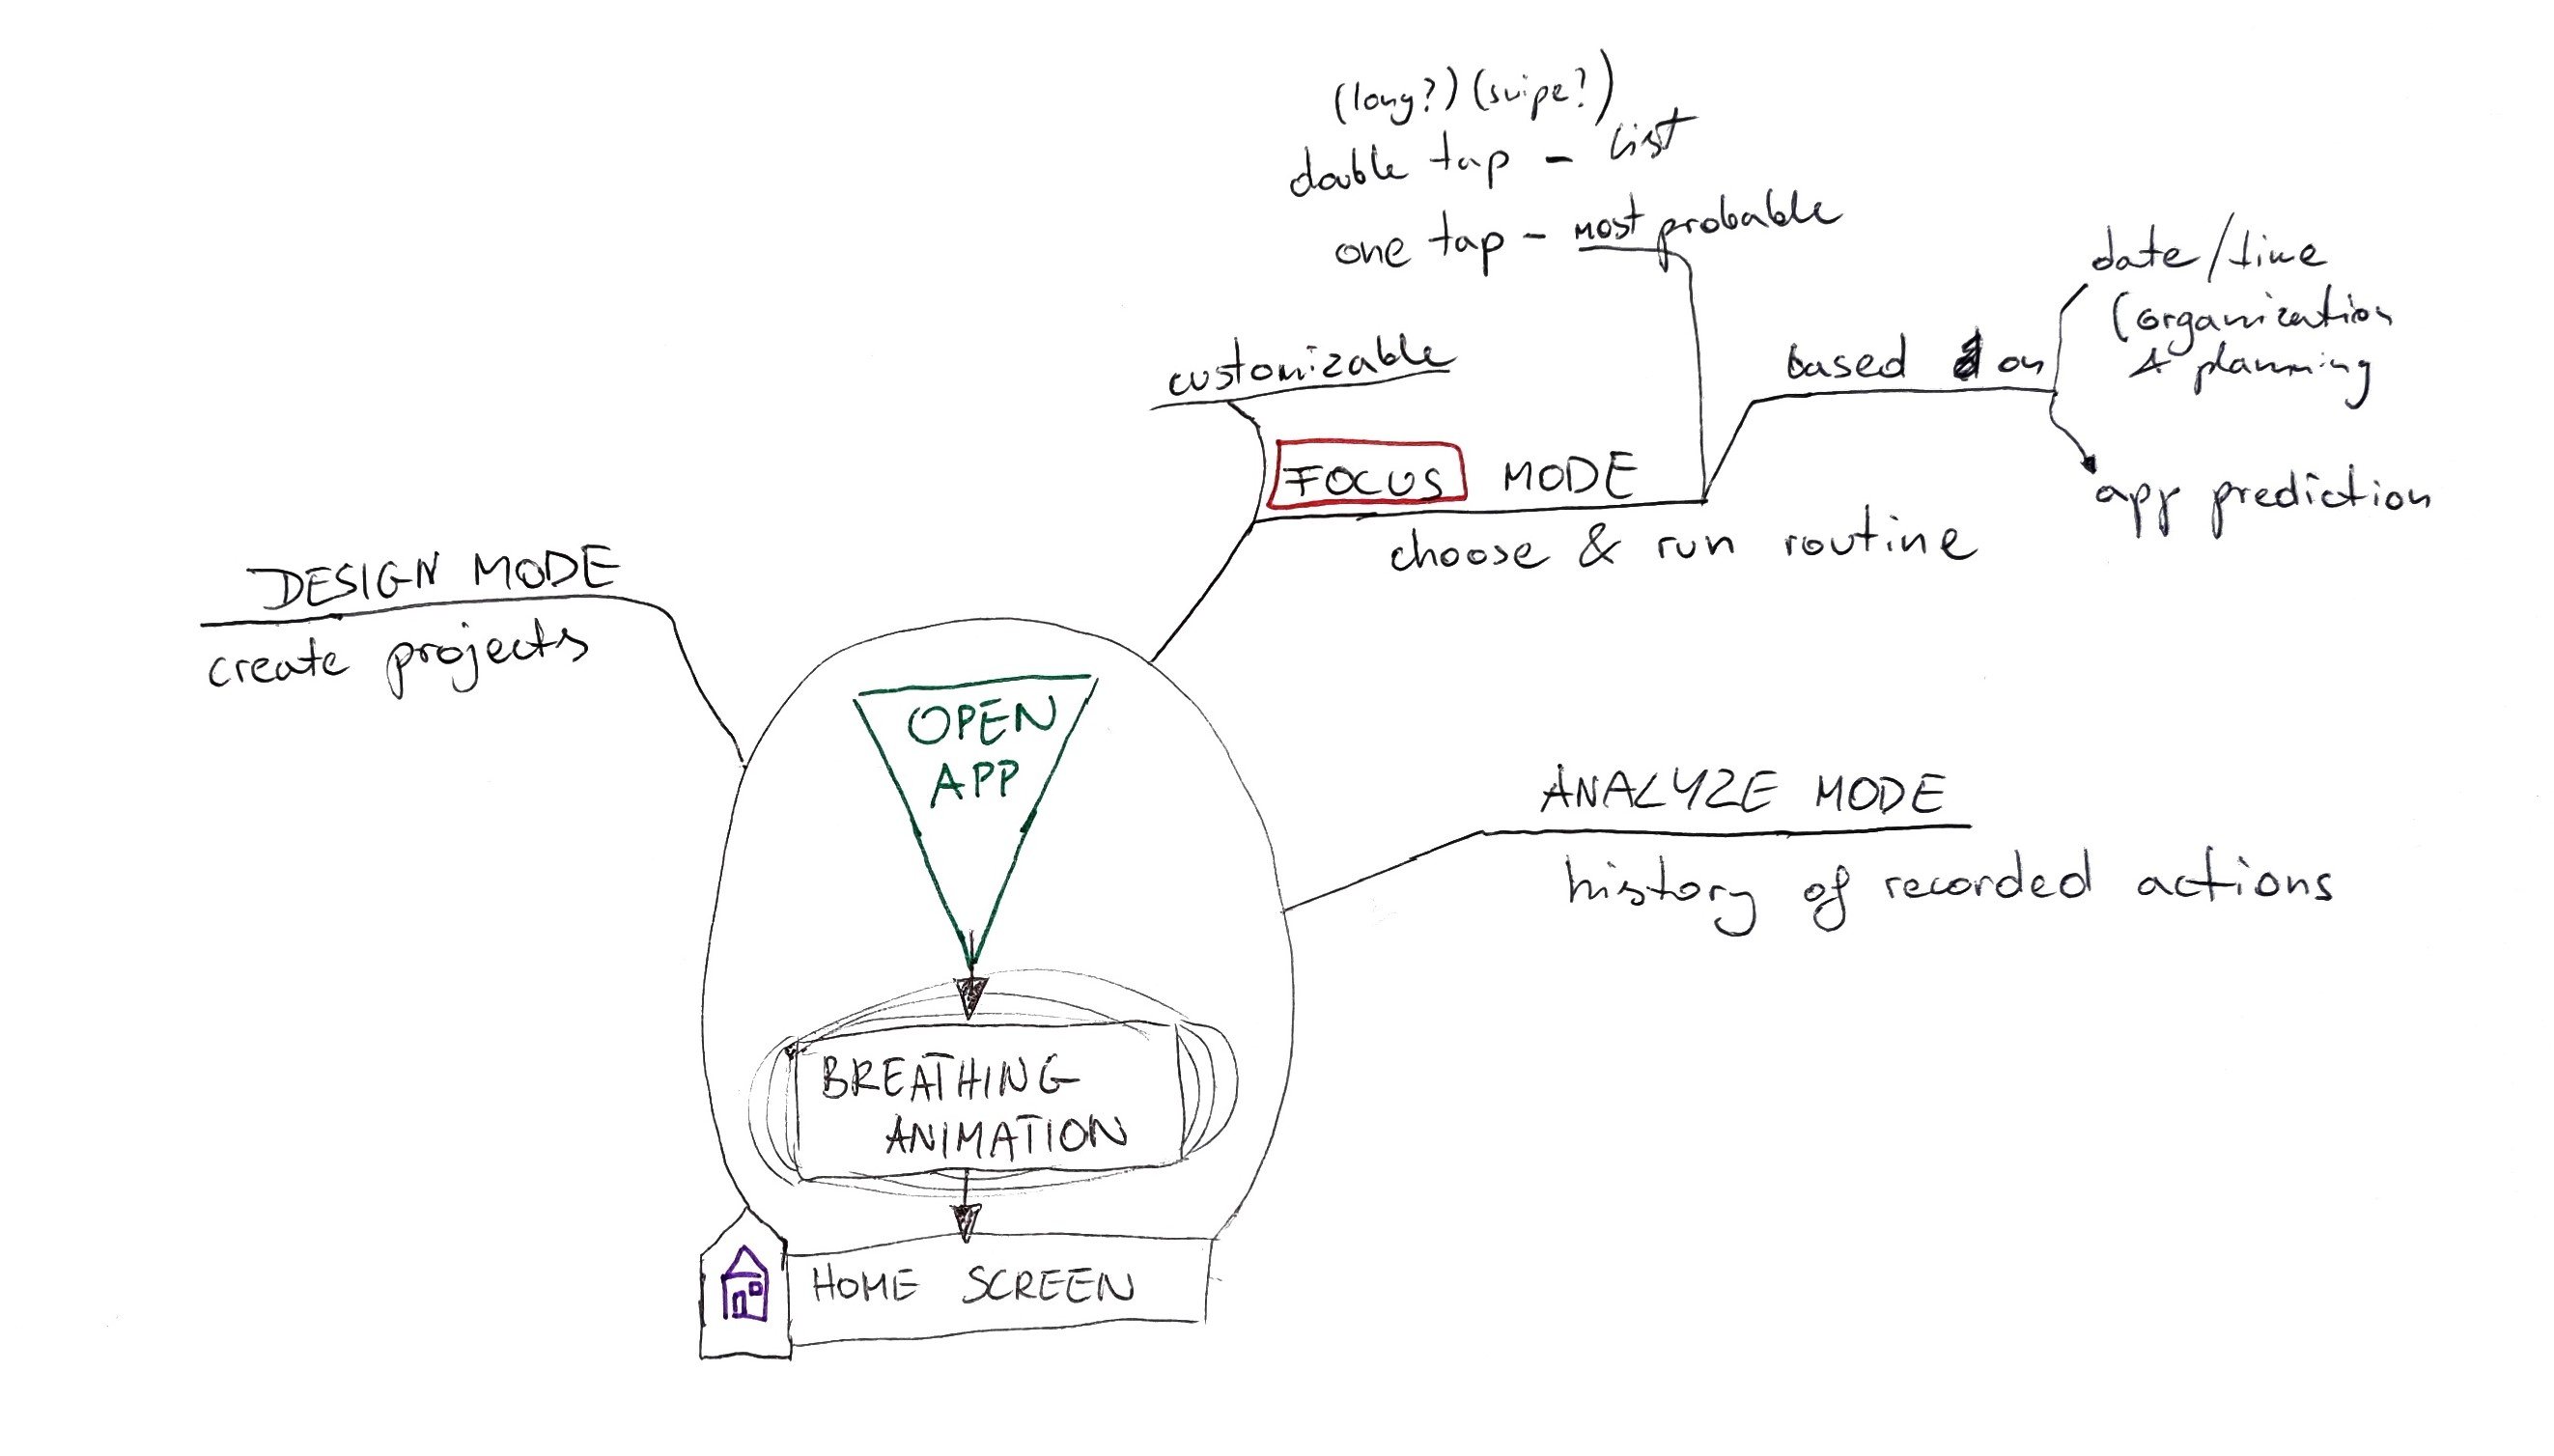 (long?) (swipe?)
double tap - list
one tap - most probable
customizable
FOCUS MODE
choose & run routine
based on
date/time
(organization
& planning
app prediction
DESIGN MODE
create projects
OPEN
APP
ANALYZE MODE
history of recorded actions
BREATHING
ANIMATION
HOME SCREEN